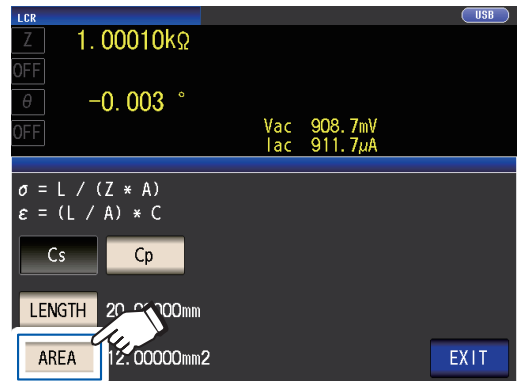 LCR USB
Z 1.00010kΩ
OFF
θ -0.003 °
OFF
Vac 908.7mV
Iac 911.7μA
σ = L / (Z * A)
ε = (L / A) * C
Cs Cp
LENGTH mm
AREA 12.00000mm2
EXIT